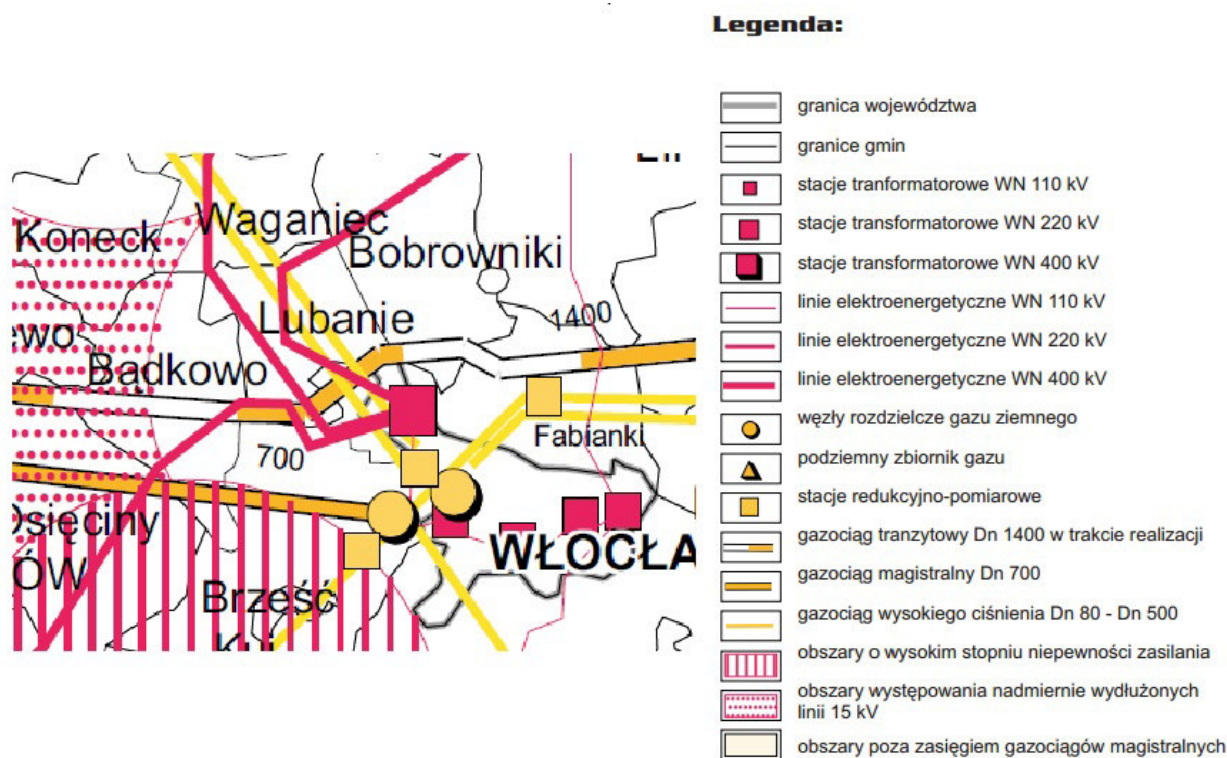 Legenda:
granica województwa
granice gmin
stacje tranformatorowe WN 110 kV
stacje transformatorowe WN 220 kV
stacje transformatorowe WN 400 kV
linie elektroenergetyczne WN 110 kV
linie elektroenergetyczne WN 220 kV
linie elektroenergetyczne WN 400 kV
węzły rozdzielcze gazu ziemnego
podziemny zbiornik gazu
stacje redukcyjno-pomiarowe
gazociąg tranzytowy Dn 1400 w trakcie realizacji
gazociąg magistralny Dn 700
gazociąg wysokiego ciśnienia Dn 80 - Dn 500
obszary o wysokim stopniu niepewności zasilania
obszary występowania nadmiernie wydłużonych
linii 15 kV
obszary poza zasięgiem gazociągów magistralnych
Waganiec
Koneck
Bobrowniki
1400
Lubanie
ewo
Bądkowo
Fabianki
700
Osięciny
WŁOCŁA
ÓW
Brześć